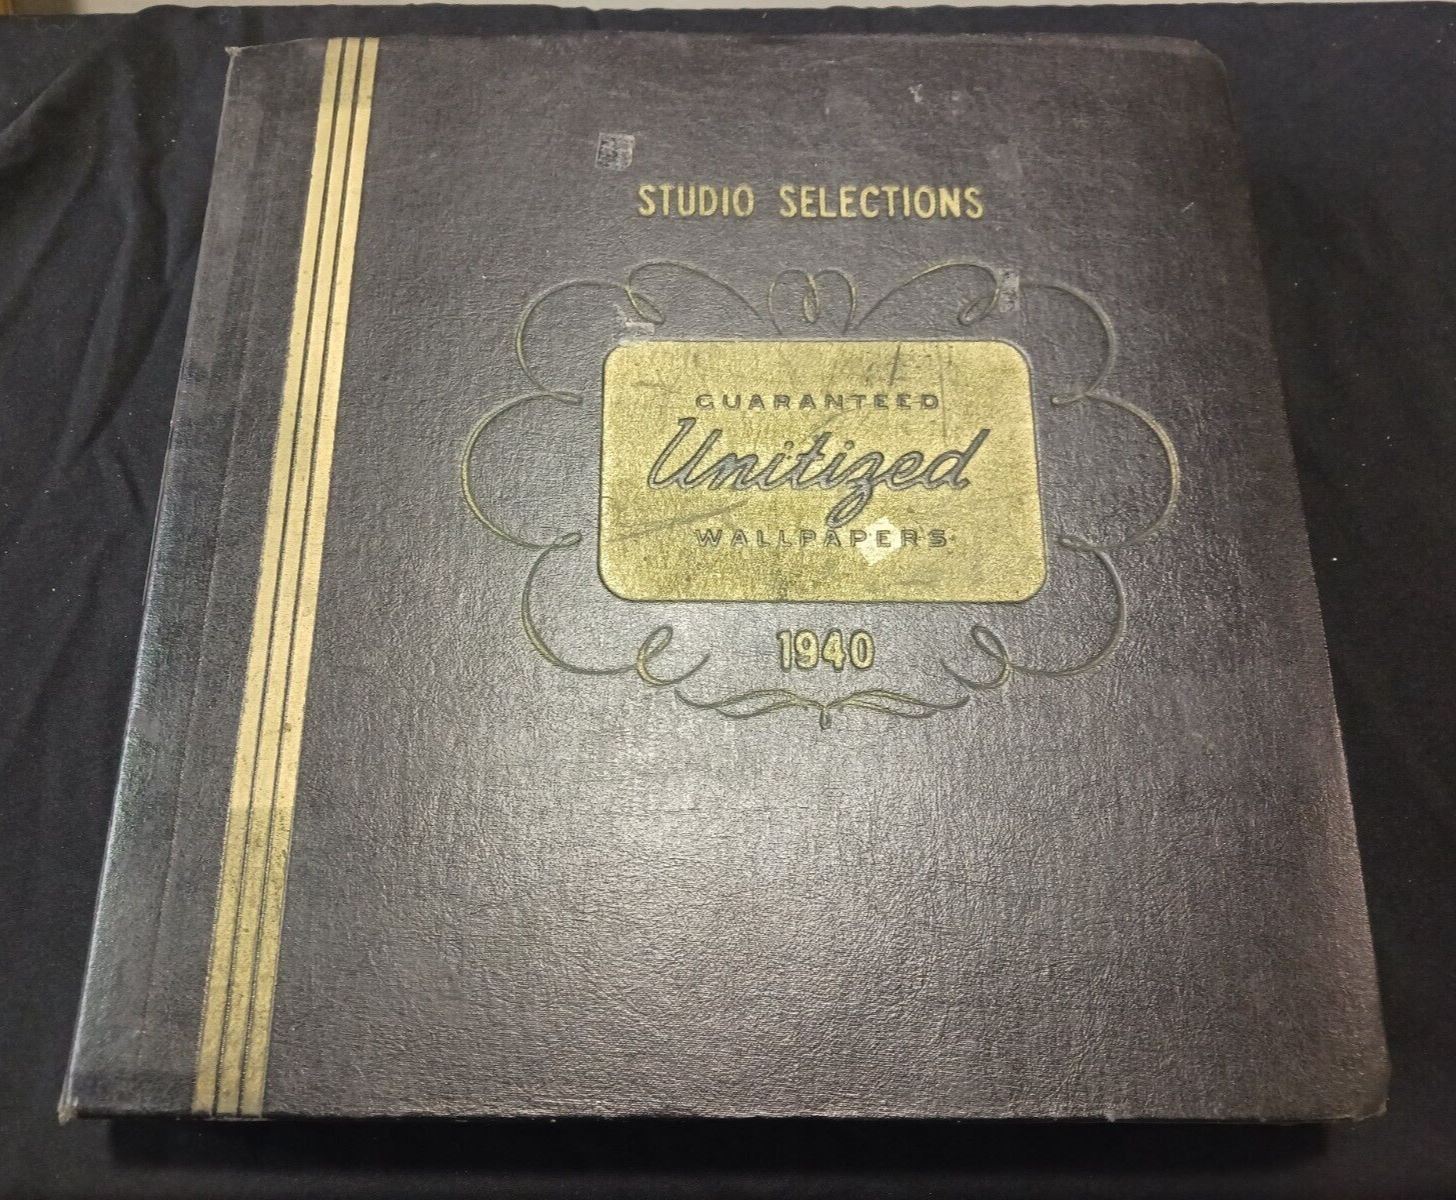 STUDIO SELECTIONS
GUARANTEED
Unitized
WALLPAPERS
1940